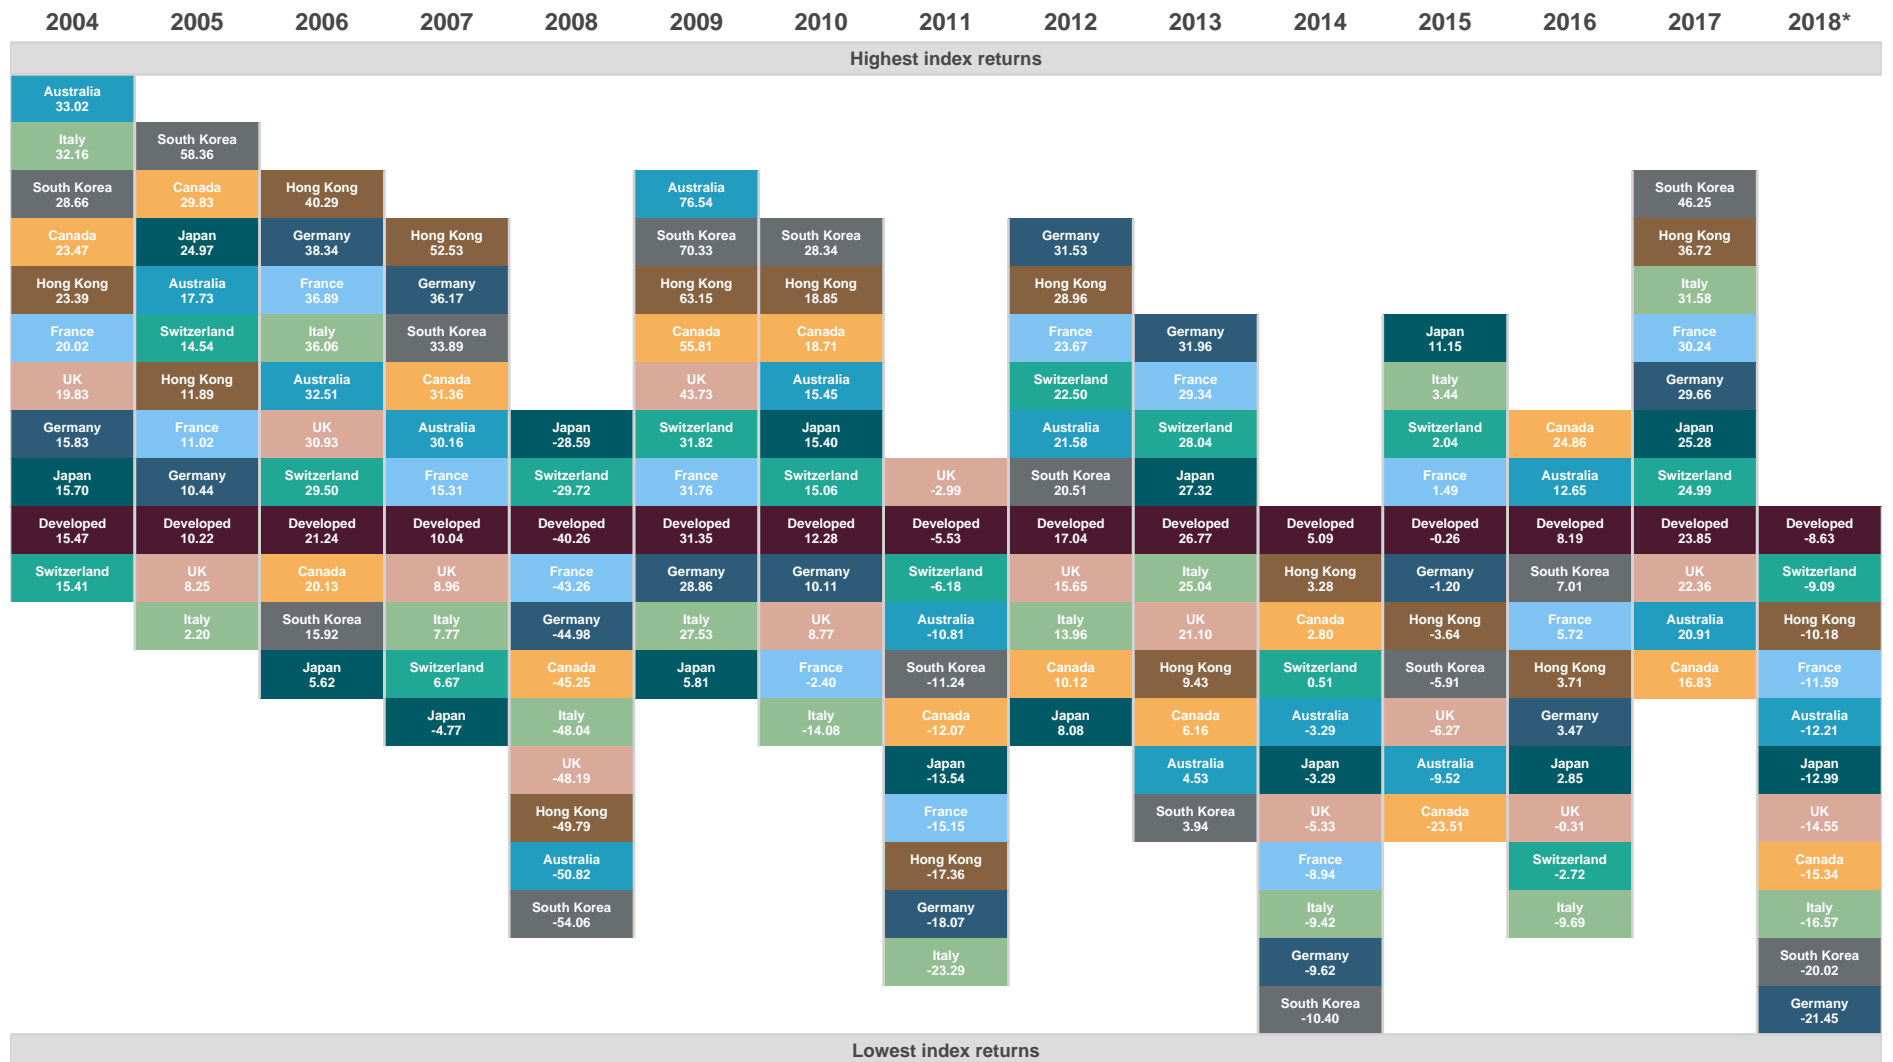 2004 2005 2006 2007 2008 2009 2010 2011 2012 2013 2014 2015 2016 2017 2018*
Highest index returns
Australia
33.02
Italy
32.16
South Korea
28.66
Canada
23.47
Hong Kong
23.39
France
20.02
UK
19.83
Germany
15.83
Japan
15.70
Developed
15.47
Switzerland
15.41
South Korea
58.36
Canada
29.83
Japan
24.97
Australia
17.73
Switzerland
14.54
Hong Kong
11.89
France
11.02
Germany
10.44
Developed
10.22
UK
8.25
Italy
2.20
Hong Kong
40.29
Germany
38.34
France
36.89
Italy
36.06
Australia
32.51
UK
30.93
Switzerland
29.50
Developed
21.24
Canada
20.13
South Korea
15.92
Japan
5.62
Hong Kong
52.53
Germany
36.17
South Korea
33.89
Canada
31.36
Australia
30.16
France
15.31
Developed
10.04
UK
8.96
Italy
7.77
Switzerland
6.67
Japan
-4.77
Japan
-28.59
Switzerland
-29.72
Developed
-40.26
France
-43.26
Germany
-44.98
Canada
-45.25
Italy
-48.04
UK
-48.19
Hong Kong
-49.79
Australia
-50.82
South Korea
-54.06
Australia
76.54
South Korea
70.33
Hong Kong
63.15
Canada
55.81
UK
43.73
Switzerland
31.82
France
31.76
Developed
31.35
Germany
28.86
Italy
27.53
Japan
5.81
South Korea
28.34
Hong Kong
18.85
Canada
18.71
Australia
15.45
Japan
15.40
Switzerland
15.06
Developed
12.28
Germany
10.11
UK
8.77
France
-2.40
Italy
-14.08
UK
-2.99
Developed
-5.53
Switzerland
-6.18
Australia
-10.81
South Korea
-11.24
Canada
-12.07
Japan
-13.54
France
-15.15
Hong Kong
-17.36
Germany
-18.07
Italy
-23.29
Germany
31.53
Hong Kong
28.96
France
23.67
Switzerland
22.50
Australia
21.58
South Korea
20.51
Developed
17.04
UK
15.65
Italy
13.96
Canada
10.12
Japan
8.08
Germany
31.96
France
29.34
Switzerland
28.04
Japan
27.32
Developed
26.77
Italy
25.04
UK
21.10
Hong Kong
9.43
Canada
6.16
Australia
4.53
South Korea
3.94
Developed
5.09
Hong Kong
3.28
Canada
2.80
Switzerland
0.51
Australia
-3.29
Japan
-3.29
UK
-5.33
France
-8.94
Italy
-9.42
Germany
-9.62
South Korea
-10.40
Japan
11.15
Italy
3.44
Switzerland
2.04
France
1.49
Developed
-0.26
Germany
-1.20
Hong Kong
-3.64
South Korea
-5.91
UK
-6.27
Australia
-9.52
Canada
-23.51
Canada
24.86
Australia
12.65
Developed
8.19
South Korea
7.01
France
5.72
Hong Kong
3.71
Germany
3.47
Japan
2.85
UK
-0.31
Switzerland
-2.72
Italy
-9.69
South Korea
46.25
Hong Kong
36.72
Italy
31.58
France
30.24
Germany
29.66
Japan
25.28
Switzerland
24.99
Developed
23.85
UK
22.36
Australia
20.91
Canada
16.83
Developed
-8.63
Switzerland
-9.09
Hong Kong
-10.18
France
-11.59
Australia
-12.21
Japan
-12.99
UK
-14.55
Canada
-15.34
Italy
-16.57
South Korea
-20.02
Germany
-21.45
Lowest index returns